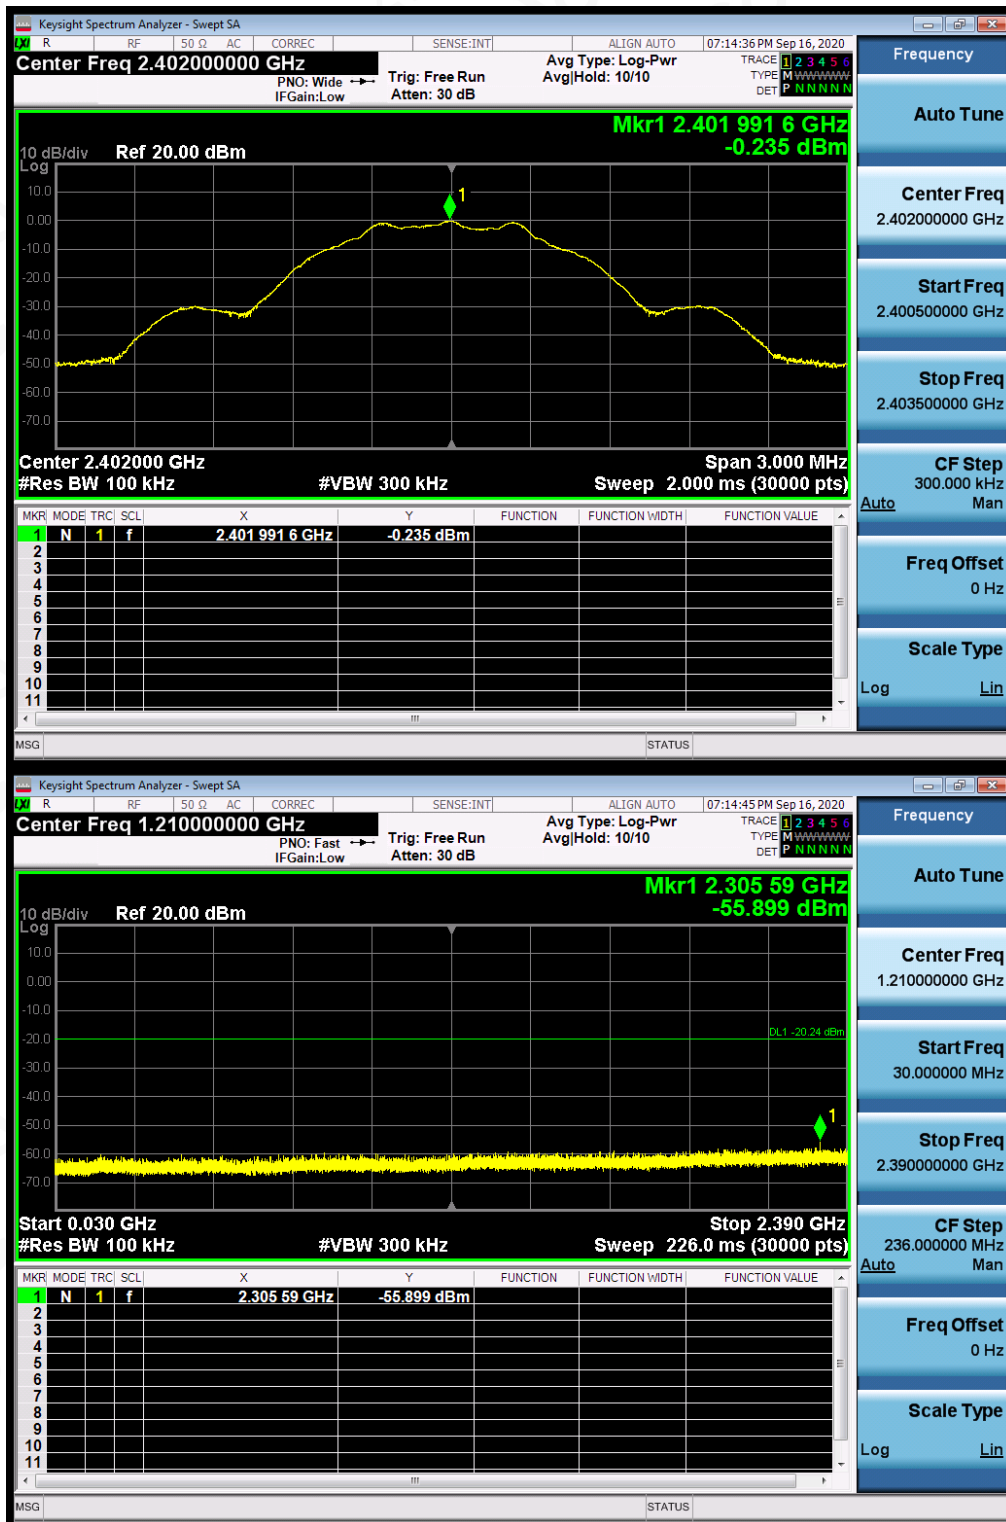 Keysight Spectrum Analyzer - Swept SA
LXI R RF 50 Ω AC CORREC SENSE:INT ALIGN AUTO 07:14:36 PM Sep 16, 2020
Center Freq 2.402000000 GHz
PNO: Wide
IFGain:Low
Trig: Free Run
Atten: 30 dB
Avg Type: Log-Pwr
Avg|Hold: 10/10
TRACE 1 2 3 4 5 6
TYPE M WWWWW
DET P N N N N N
Mkr1 2.401 991 6 GHz
-0.235 dBm
10 dB/div Ref 20.00 dBm
Log
10.0
0.00
-10.0
-20.0
-30.0
-40.0
-50.0
-60.0
-70.0
1
Center 2.402000 GHz Span 3.000 MHz
#Res BW 100 kHz #VBW 300 kHz Sweep 2.000 ms (30000 pts)
MKR MODE TRC SCL X Y FUNCTION FUNCTION WIDTH FUNCTION VALUE
1 N 1 f 2.401 991 6 GHz -0.235 dBm
2
3
4
5
6
7
8
9
10
11
MSG STATUS
Frequency
Auto Tune
Center Freq
2.402000000 GHz
Start Freq
2.400500000 GHz
Stop Freq
2.403500000 GHz
CF Step
300.000 kHz
Auto Man
Freq Offset
0 Hz
Scale Type
Log Lin
Keysight Spectrum Analyzer - Swept SA
LXI R RF 50 Ω AC CORREC SENSE:INT ALIGN AUTO 07:14:45 PM Sep 16, 2020
Center Freq 1.210000000 GHz
PNO: Fast
IFGain:Low
Trig: Free Run
Atten: 30 dB
Avg Type: Log-Pwr
Avg|Hold: 10/10
TRACE 1 2 3 4 5 6
TYPE M WWWWW
DET P N N N N N
Mkr1 2.305 59 GHz
-55.899 dBm
10 dB/div Ref 20.00 dBm
Log
10.0
0.00
-10.0
-20.0
-30.0
-40.0
-50.0
-60.0
-70.0
DL1 -20.24 dBm
1
Start 0.030 GHz Stop 2.390 GHz
#Res BW 100 kHz #VBW 300 kHz Sweep 226.0 ms (30000 pts)
MKR MODE TRC SCL X Y FUNCTION FUNCTION WIDTH FUNCTION VALUE
1 N 1 f 2.305 59 GHz -55.899 dBm
2
3
4
5
6
7
8
9
10
11
MSG STATUS
Frequency
Auto Tune
Center Freq
1.210000000 GHz
Start Freq
30.000000 MHz
Stop Freq
2.390000000 GHz
CF Step
236.000000 MHz
Auto Man
Freq Offset
0 Hz
Scale Type
Log Lin